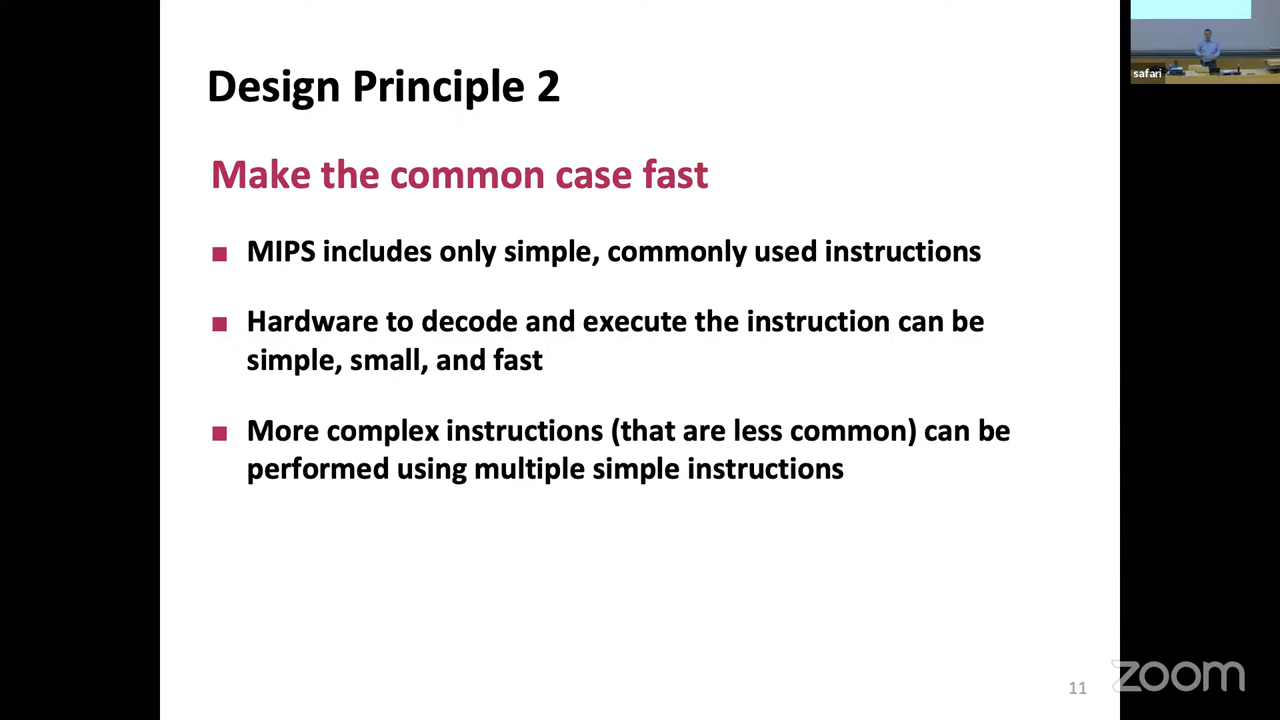 Design Principle 2
Make the common case fast
■ MIPS includes only simple, commonly used instructions
■ Hardware to decode and execute the instruction can be
simple, small, and fast
■ More complex instructions (that are less common) can be
performed using multiple simple instructions
11
safari
zoom